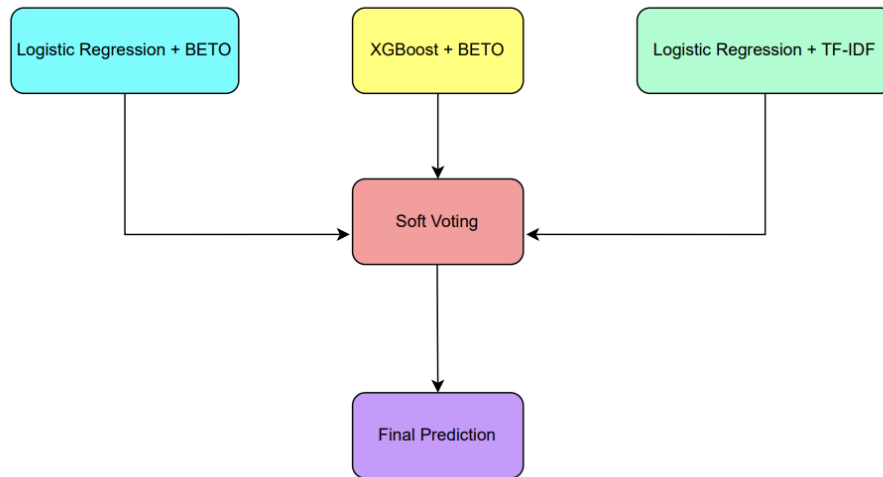 Logistic Regression + BETO
XGBoost + BETO
Logistic Regression + TF-IDF
Soft Voting
Final Prediction